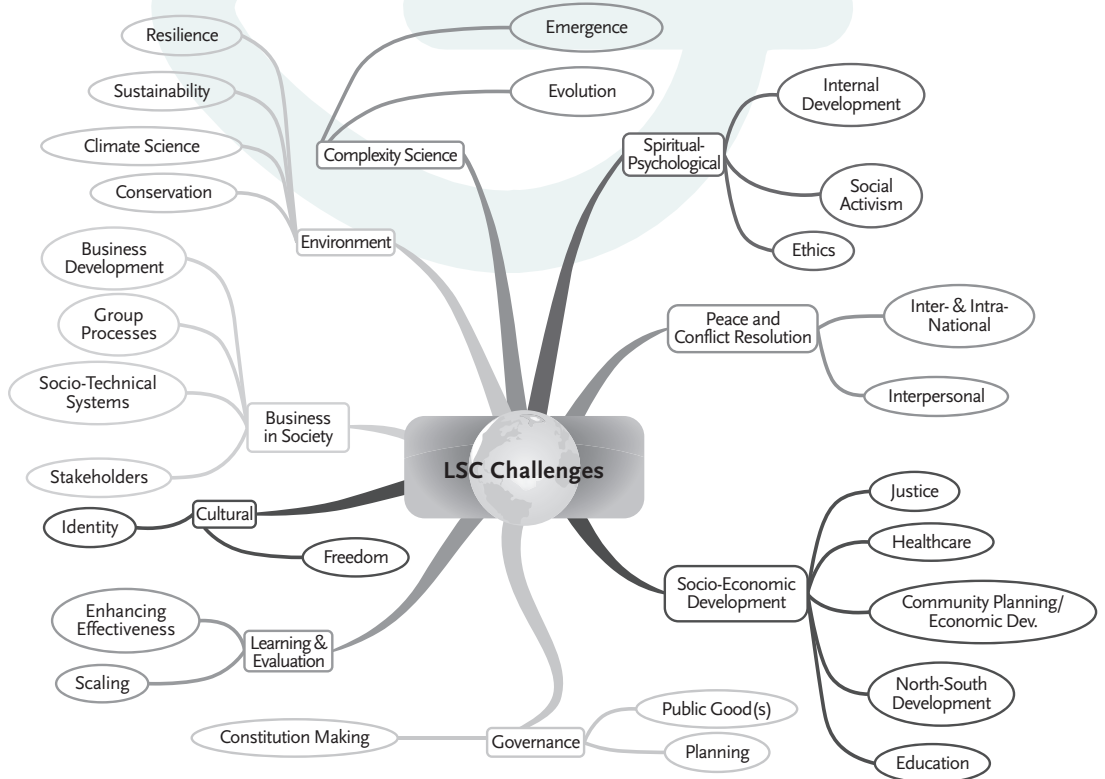 LSC Challenges
Complexity Science
Emergence
Evolution
Spiritual-
Psychological
Internal
Development
Social
Activism
Ethics
Peace and
Conflict Resolution
Inter- & Intra-
National
Interpersonal
Socio-Economic
Development
Justice
Healthcare
Community Planning/
Economic Dev.
North-South
Development
Education
Governance
Public Good(s)
Planning
Constitution Making
Learning &
Evaluation
Enhancing
Effectiveness
Scaling
Cultural
Identity
Freedom
Business
in Society
Business
Development
Group
Processes
Socio-Technical
Systems
Stakeholders
Environment
Resilience
Sustainability
Climate Science
Conservation